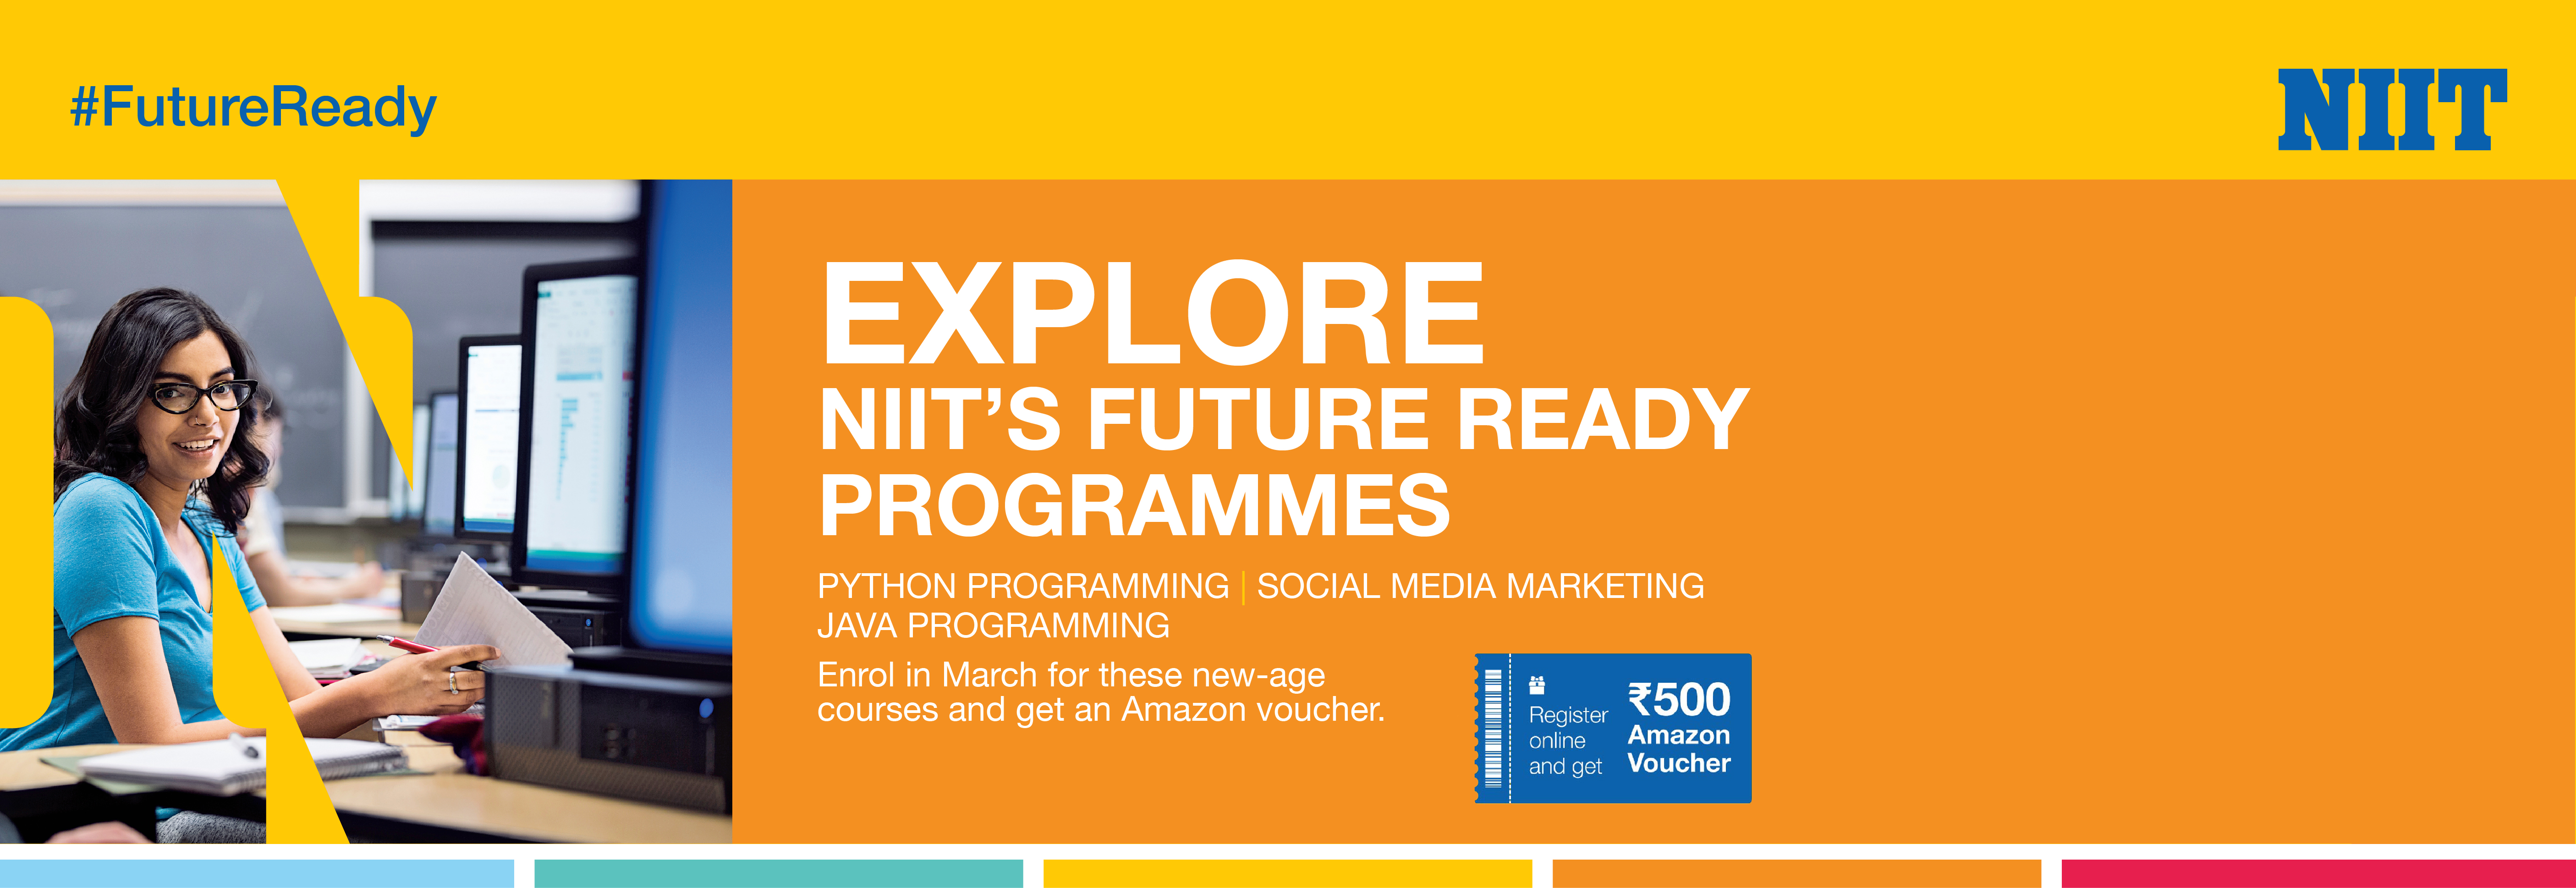 #FutureReady
NIIT
EXPLORE
NIIT’S FUTURE READY
PROGRAMMES
PYTHON PROGRAMMING | SOCIAL MEDIA MARKETING
JAVA PROGRAMMING
Enrol in March for these new-age
courses and get an Amazon voucher.
Register
online
and get
₹500
Amazon
Voucher